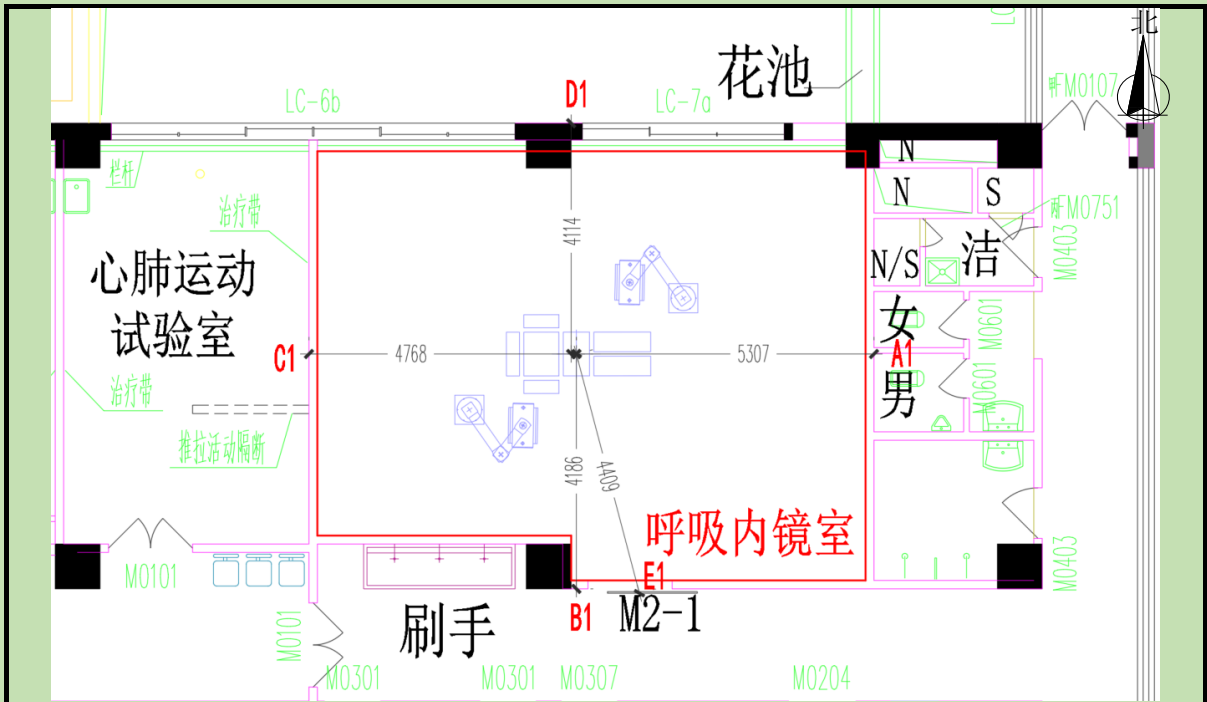 北
花池
D1
LC-6b
LC-7a
FM0107
栏杆
N
N
S
治疗带
FM0751
4114
M0403
心肺运动
试验室
N/S
洁
女
M0601
C1
4768
5307
A1
男
治疗带
M0601
推拉活动隔断
4186
4409
呼吸内镜室
M0101
E1
M0403
B1
M2-1
刷手
M0101
M0301
M0301
M0307
M0204